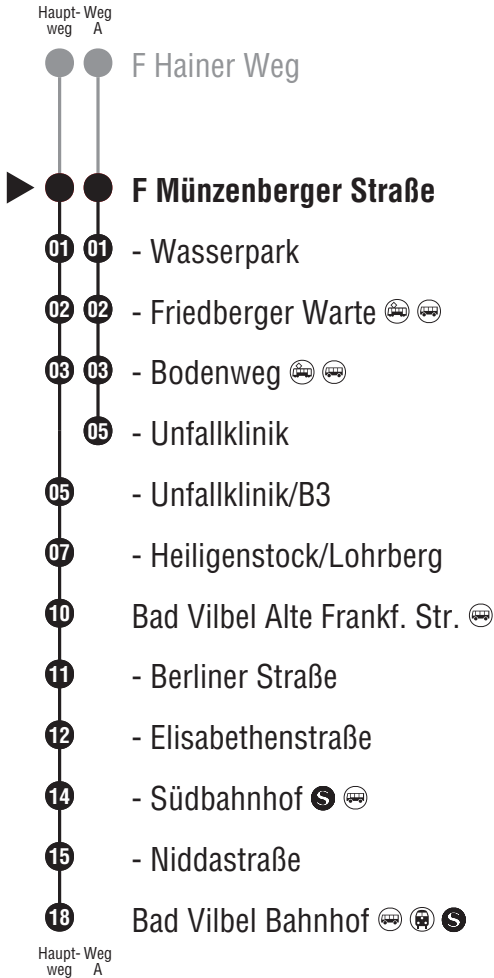 Haupt- Weg
weg A
F Hainer Weg
F Münzenberger Straße
01 01 - Wasserpark
02 02 - Friedberger Warte
03 03 - Bodenweg
05 - Unfallklinik
05 - Unfallklinik/B3
07 - Heiligenstock/Lohrberg
10 Bad Vilbel Alte Frankf. Str.
11 - Berliner Straße
12 - Elisabethenstraße
14 - Südbahnhof S
15 - Niddastraße
18 Bad Vilbel Bahnhof S
Haupt- Weg
weg A